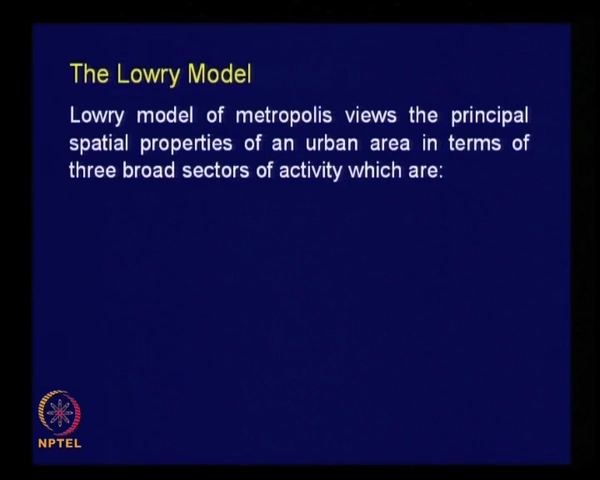 The Lowry Model
Lowry model of metropolis views the principal
spatial properties of an urban area in terms of
three broad sectors of activity which are:
NPTEL